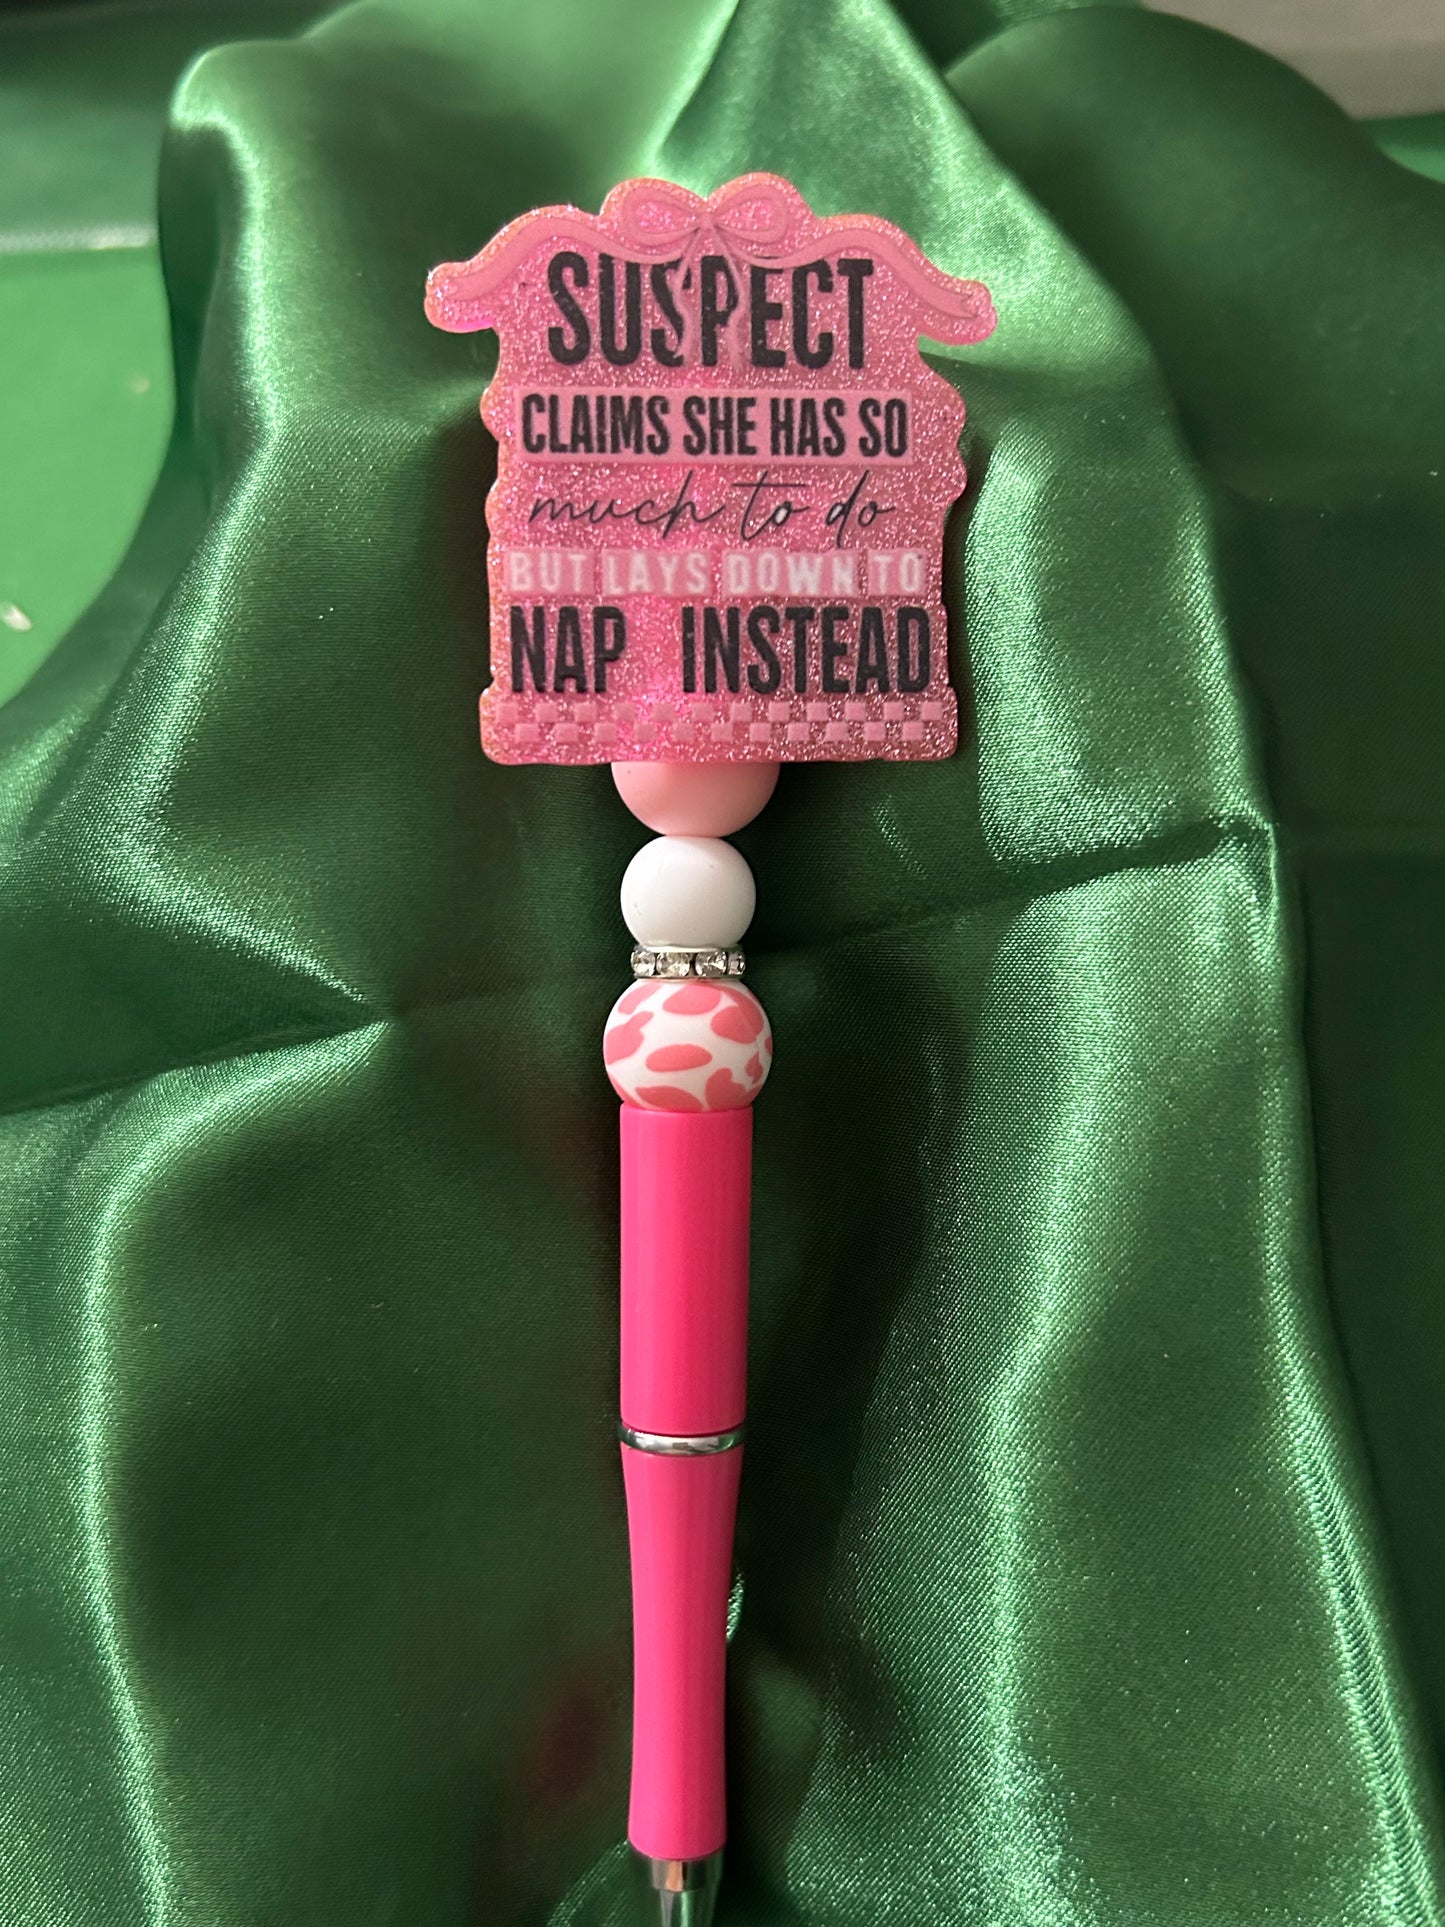 SUSPECT
CLAIMS SHE HAS SO
much to do
BUT LAYS DOWN TO
NAP INSTEAD